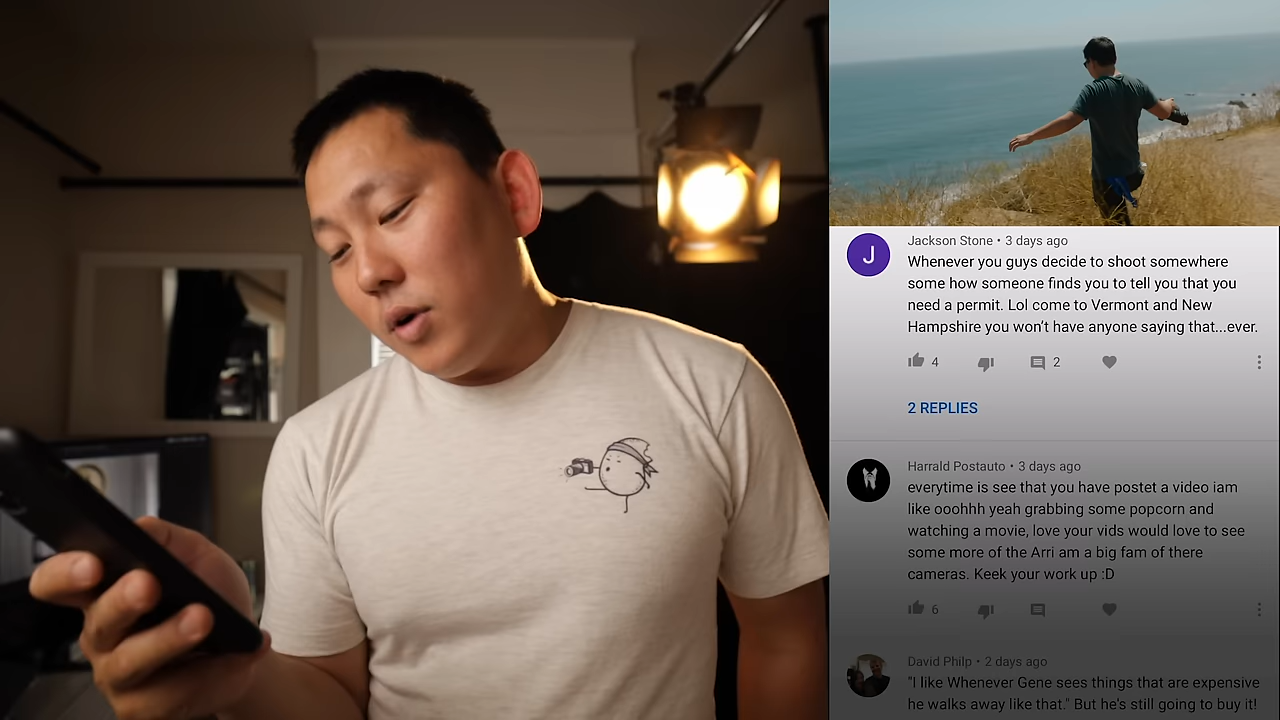 Jackson Stone • 3 days ago
Whenever you guys decide to shoot somewhere
some how someone finds you to tell you that you
need a permit. Lol come to Vermont and New
Hampshire you won't have anyone saying that...ever.
4
2
2 REPLIES
Harrald Postauto • 3 days ago
everytime is see that you have postet a video iam
like ooohhh yeah grabbing some popcorn and
watching a movie, love your vids would love to see
some more of the Arri am a big fam of there
cameras. Keek your work up :D
6
David Philp • 2 days ago
"I like Whenever Gene sees things that are expensive
he walks away like that." But he's still going to buy it!
J